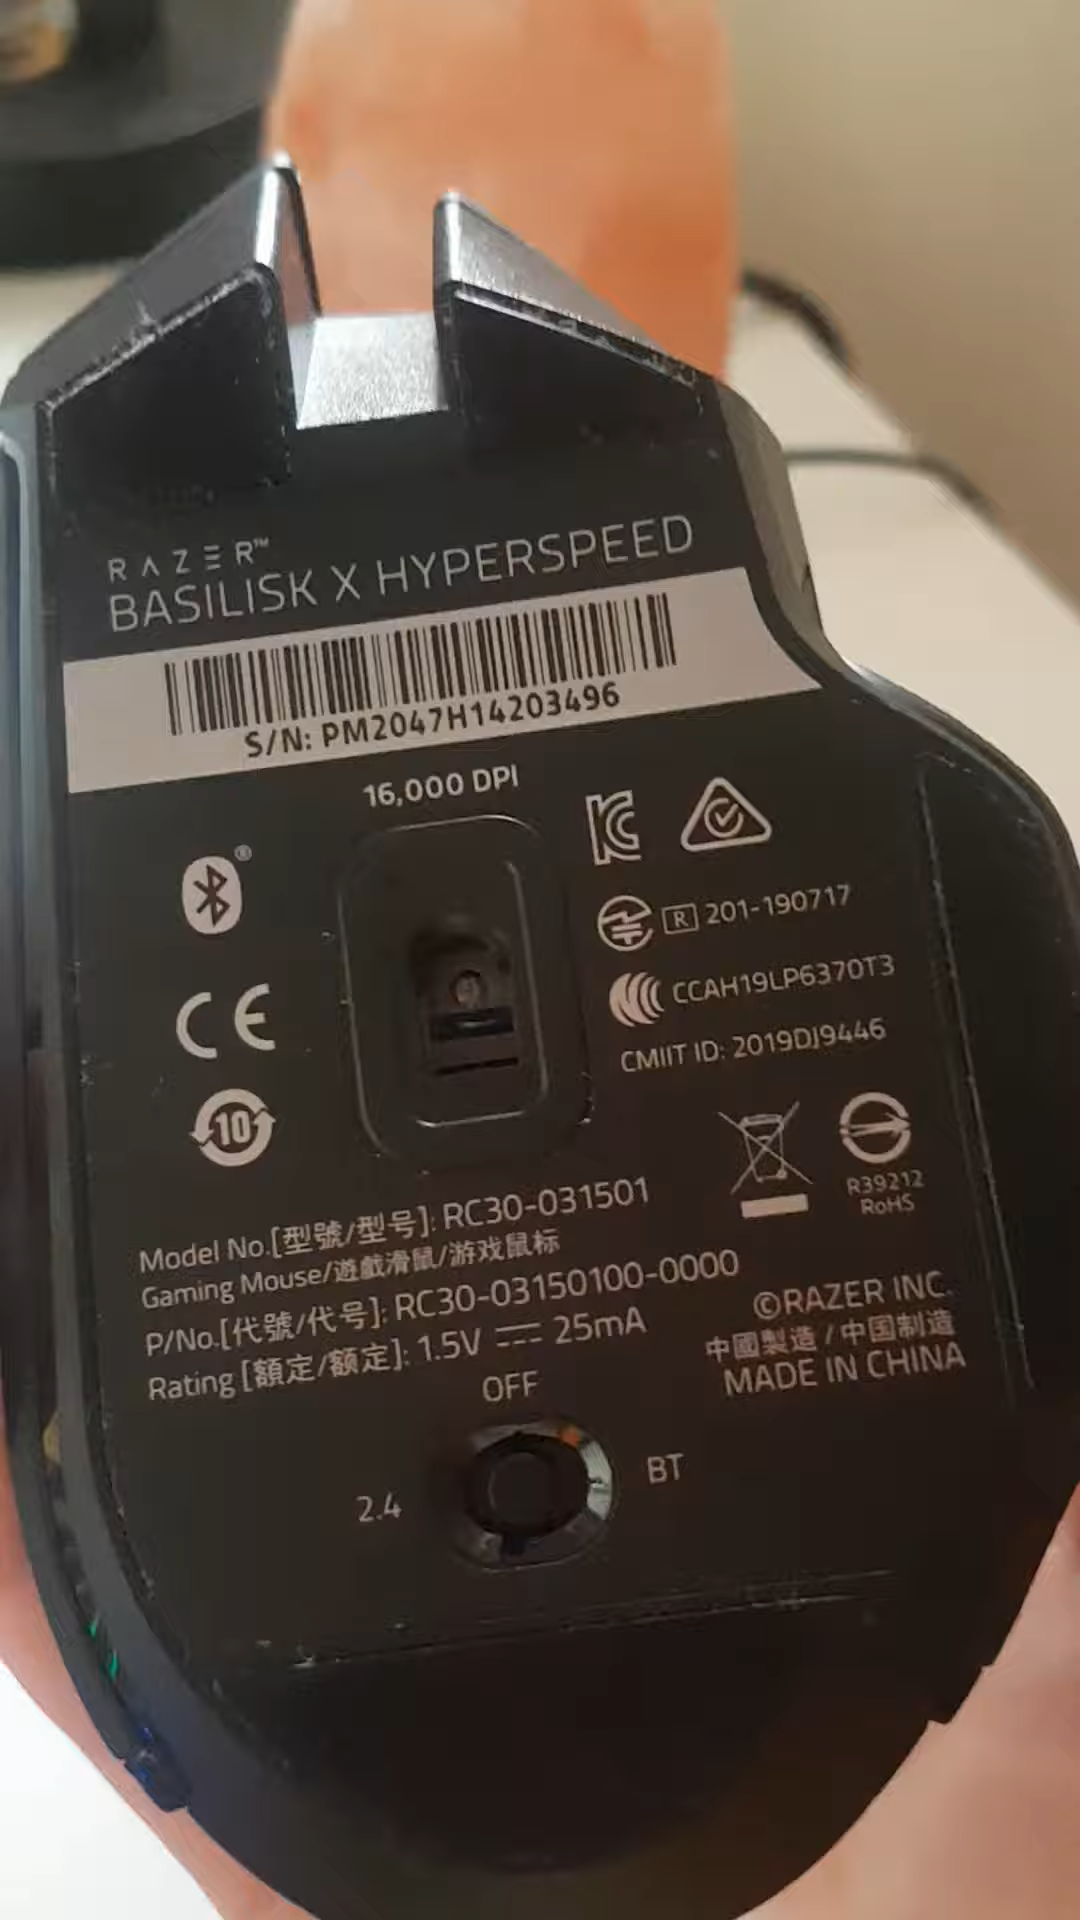 RAZER™
BASILISK X HYPERSPEED
S/N: PM2047H14203496
16,000 DPI
R 201-190717
CCAH19LP6370T3
CMIIT ID: 2019DJ9446
CE
10
R39212
RoHS
Model No.[型號/型号]: RC30-031501
Gaming Mouse/遊戲滑鼠/游戏鼠标
P/No.[代號/代号]: RC30-03150100-0000
Rating [額定/额定]: 1.5V ⎓ 25mA
©RAZER INC.
中國製造 / 中国制造
MADE IN CHINA
OFF
2.4
BT